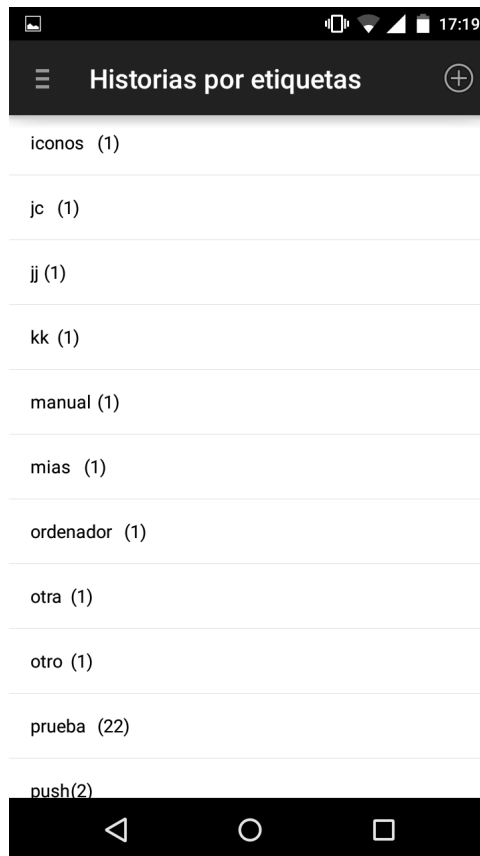 17:19
Historias por etiquetas
iconos (1)
jc (1)
jj (1)
kk (1)
manual (1)
mias (1)
ordenador (1)
otra (1)
otro (1)
prueba (22)
push(2)